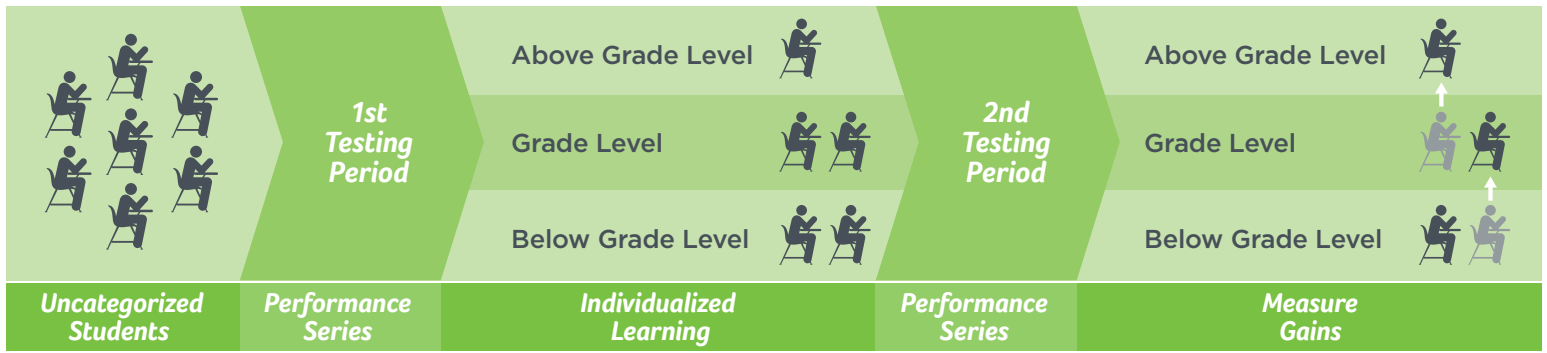 1st
Testing
Period
Above Grade Level
Grade Level
Below Grade Level
2nd
Testing
Period
Above Grade Level
Grade Level
Below Grade Level
Uncategorized
Students
Performance
Series
Individualized
Learning
Performance
Series
Measure
Gains